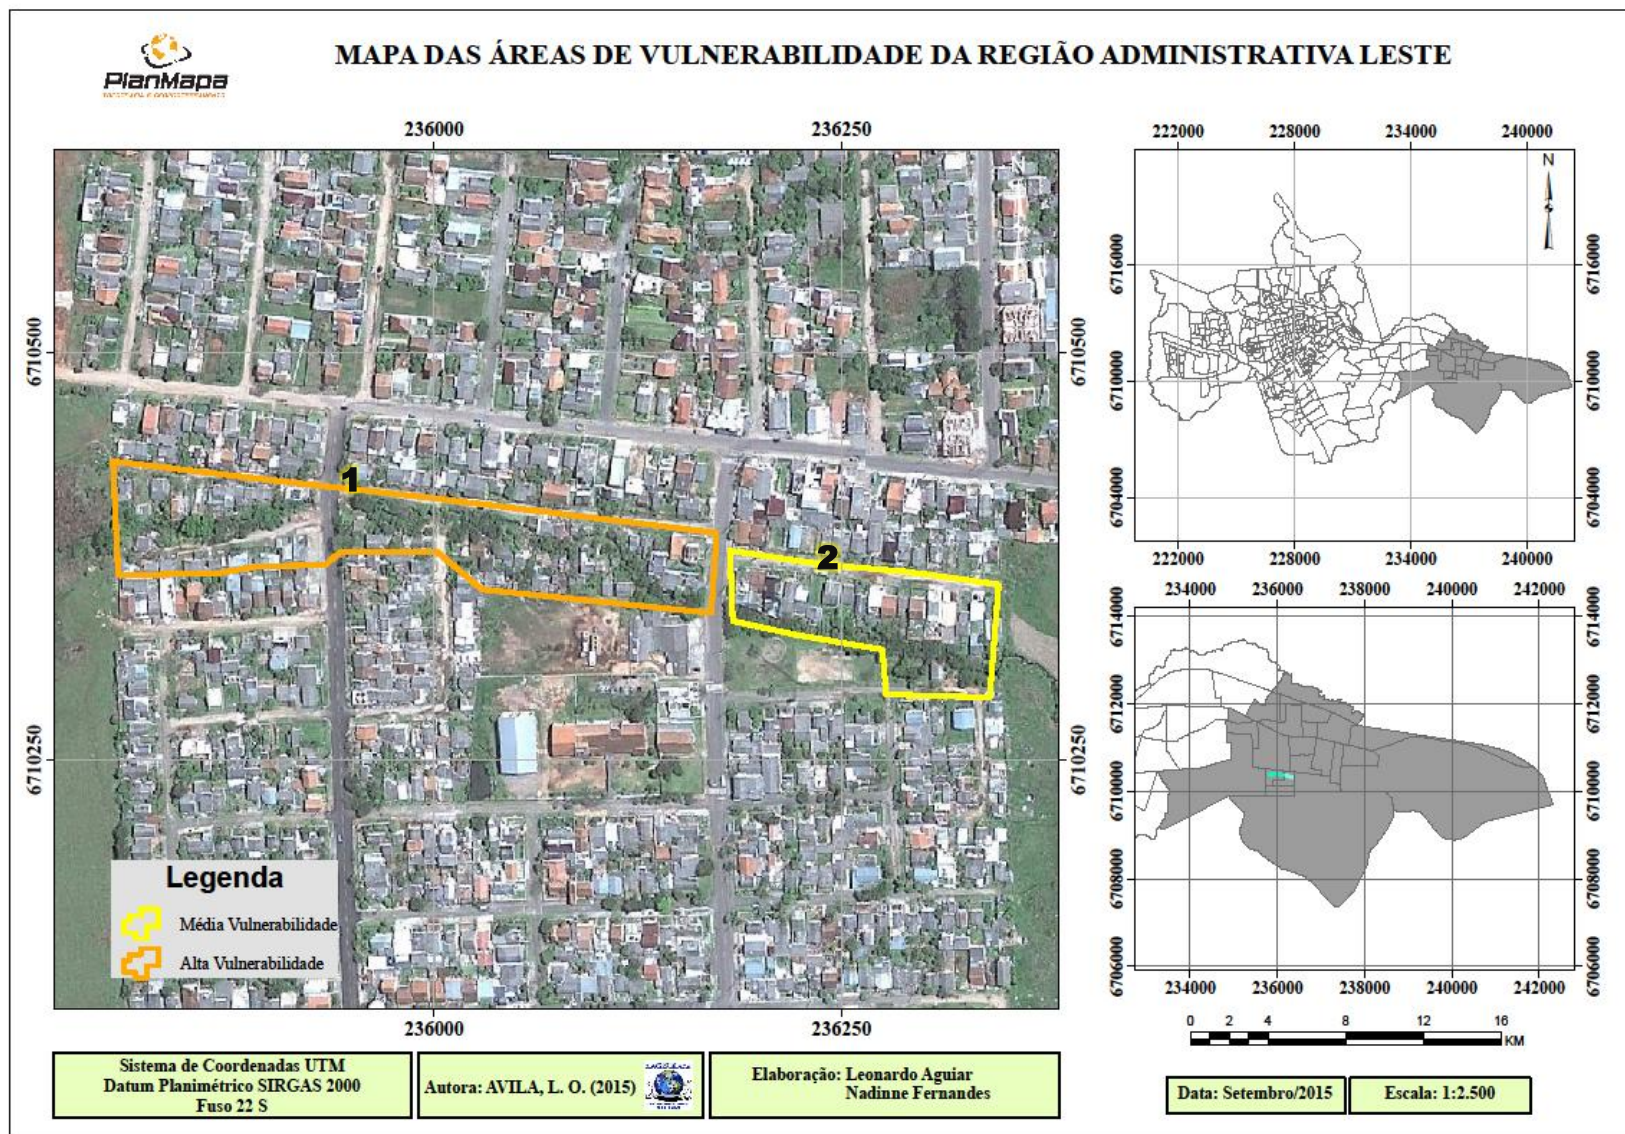 PlanMapa
MAPA DAS ÁREAS DE VULNERABILIDADE DA REGIÃO ADMINISTRATIVA LESTE
236000 236250
6710500 6710500
6710250 6710250
236000 236250
1
2
Legenda
Média Vulnerabilidade
Alta Vulnerabilidade
222000 228000 234000 240000
N
6716000 6716000
6710000 6710000
6704000 6704000
222000 228000 234000 240000
234000 236000 238000 240000 242000
6714000 6714000
6712000 6712000
6710000 6710000
6708000 6708000
6706000 6706000
234000 236000 238000 240000 242000
0 2 4 8 12 16
KM
Sistema de Coordenadas UTM
Datum Planimétrico SIRGAS 2000
Fuso 22 S
Autora: AVILA, L. O. (2015)
Elaboração: Leonardo Aguiar
Nadinne Fernandes
Data: Setembro/2015
Escala: 1:2.500